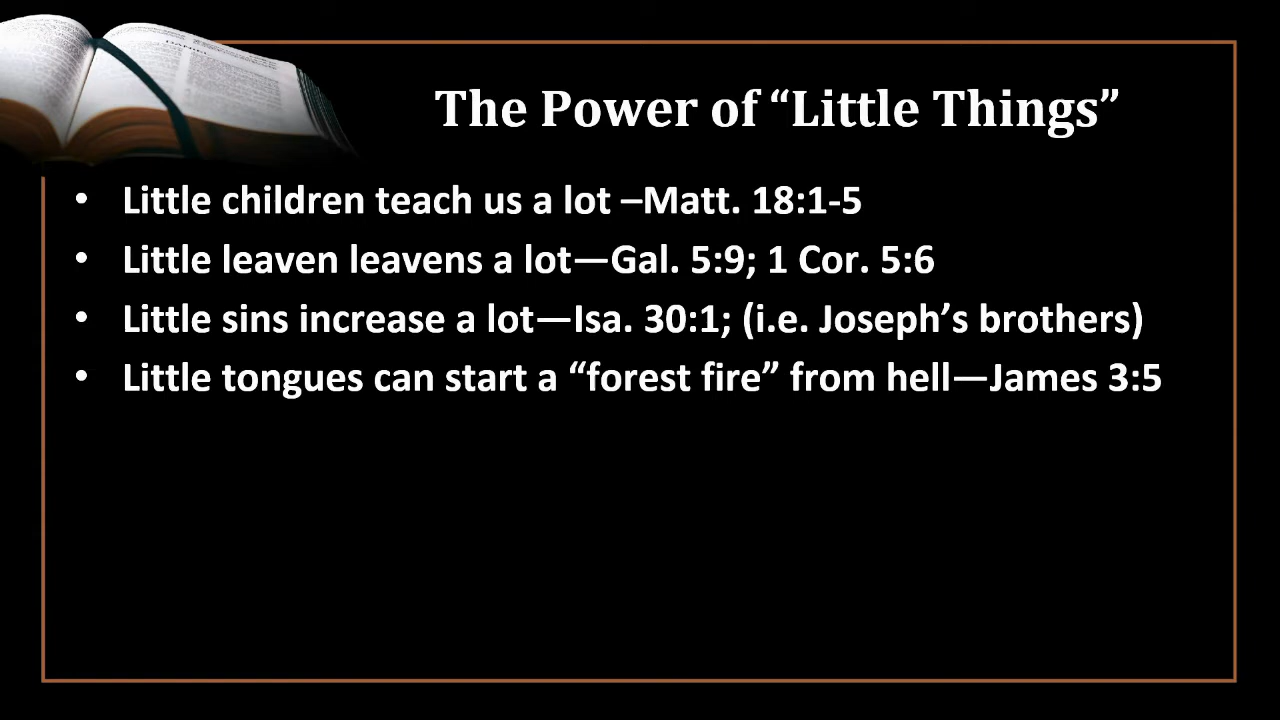 DANIEL
The Power of “Little Things”
• Little children teach us a lot –Matt. 18:1-5
• Little leaven leavens a lot—Gal. 5:9; 1 Cor. 5:6
• Little sins increase a lot—Isa. 30:1; (i.e. Joseph’s brothers)
• Little tongues can start a “forest fire” from hell—James 3:5